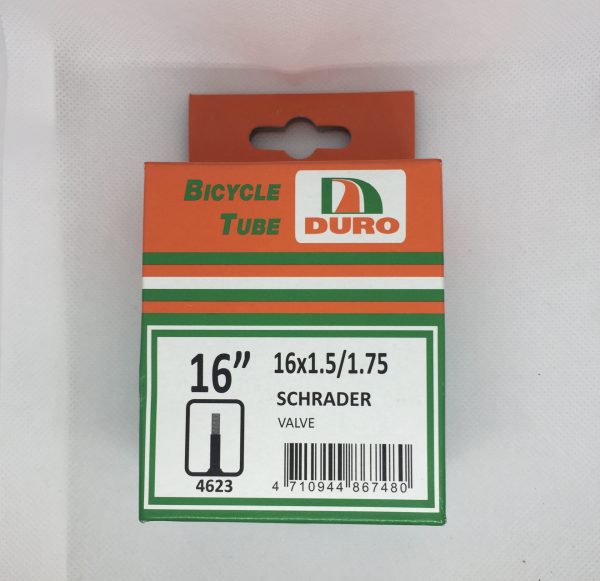 BICYCLE
TUBE
DURO
16”
16x1.5/1.75
SCHRADER
VALVE
4623
4 710944 867480